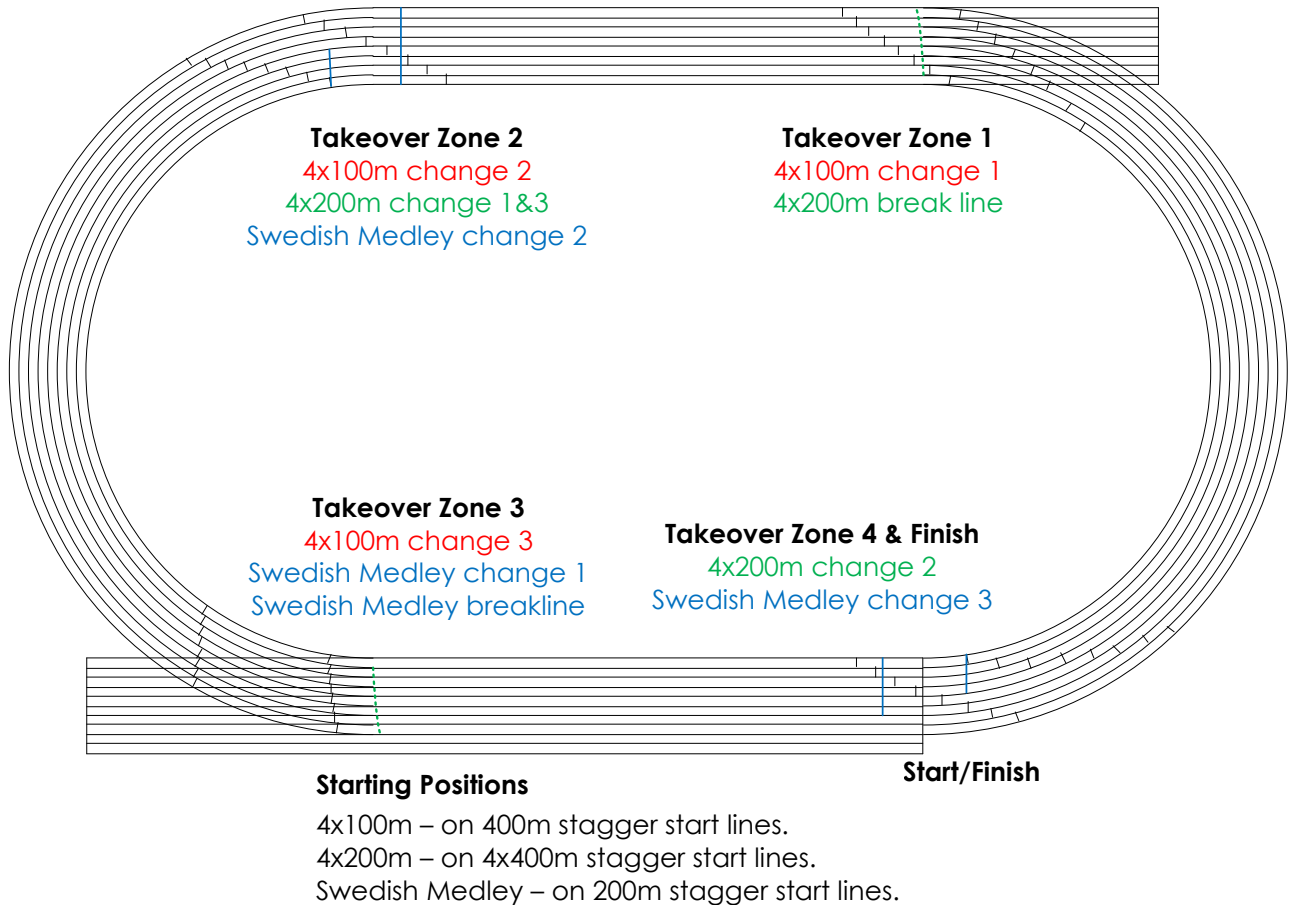 Takeover Zone 2
4x100m change 2
4x200m change 1&3
Swedish Medley change 2
Takeover Zone 1
4x100m change 1
4x200m break line
Takeover Zone 3
4x100m change 3
Swedish Medley change 1
Swedish Medley breakline
Takeover Zone 4 & Finish
4x200m change 2
Swedish Medley change 3
Start/Finish
Starting Positions
4x100m – on 400m stagger start lines.
4x200m – on 4x400m stagger start lines.
Swedish Medley – on 200m stagger start lines.